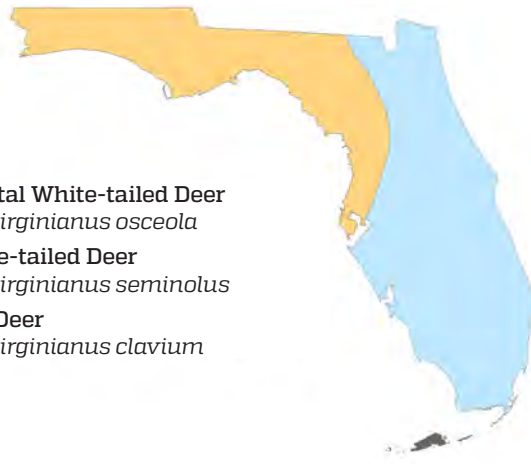 tal White-tailed Deer
irginianus osceola
e-tailed Deer
irginianus seminolus
Deer
irginianus clavium